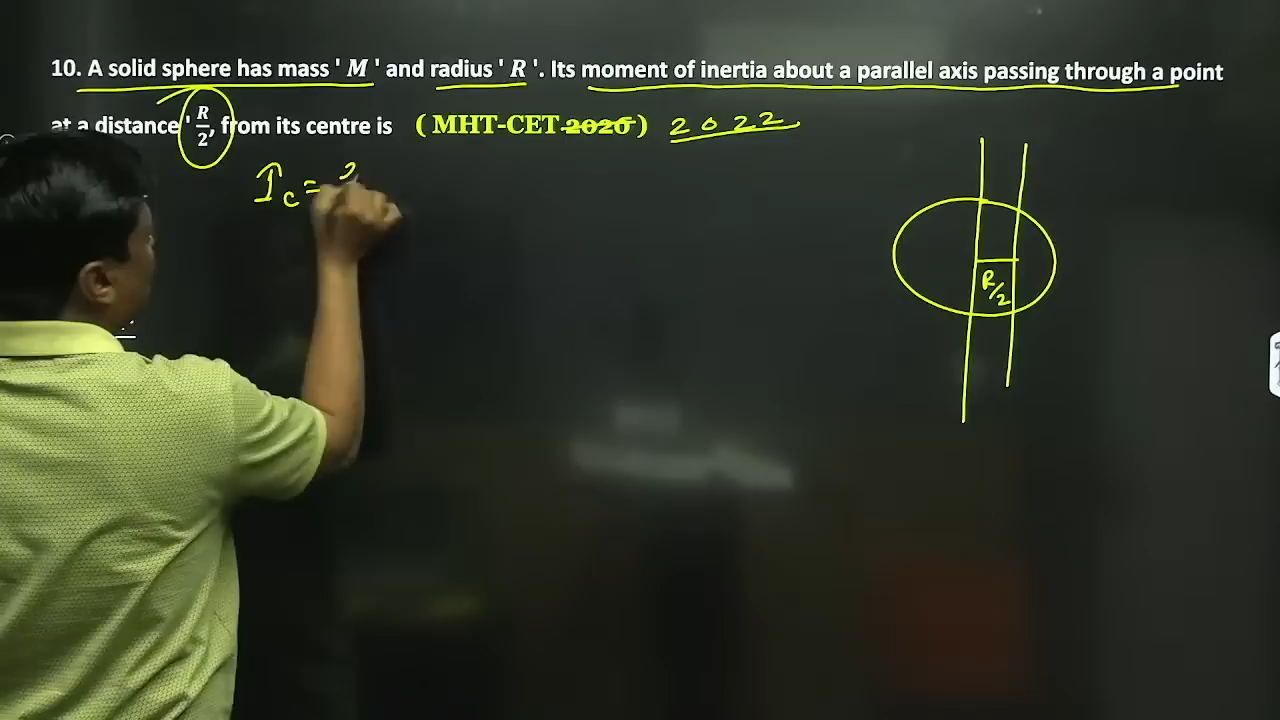 10. A solid sphere has mass ' M ' and radius ' R '. Its moment of inertia about a parallel axis passing through a point
at a distance ' R/2, from its centre is ( MHT-CET 2020 ) 2022
I_c = 2
R/2